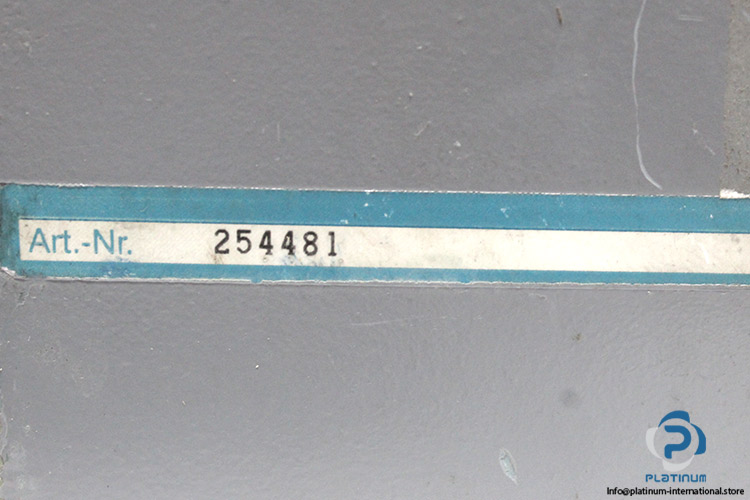 Art.-Nr. 254481
PLATINUM
Info@platinum-international.store